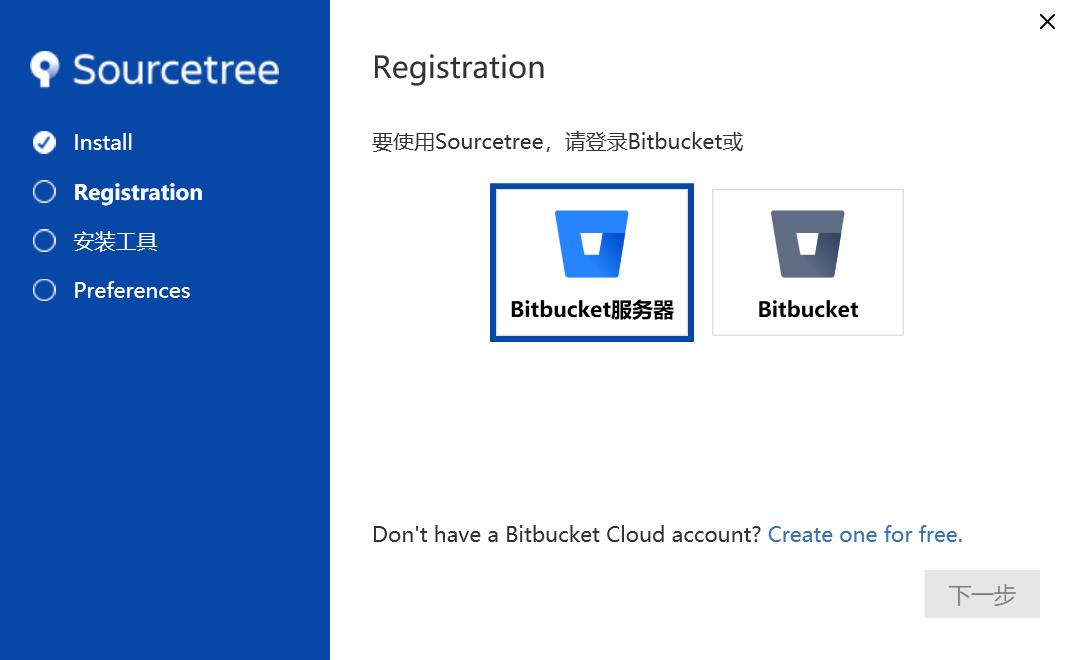 Sourcetree
Install
Registration
安装工具
Preferences
Registration
要使用Sourcetree，请登录Bitbucket或
Bitbucket服务器
Bitbucket
Don't have a Bitbucket Cloud account? Create one for free.
下一步